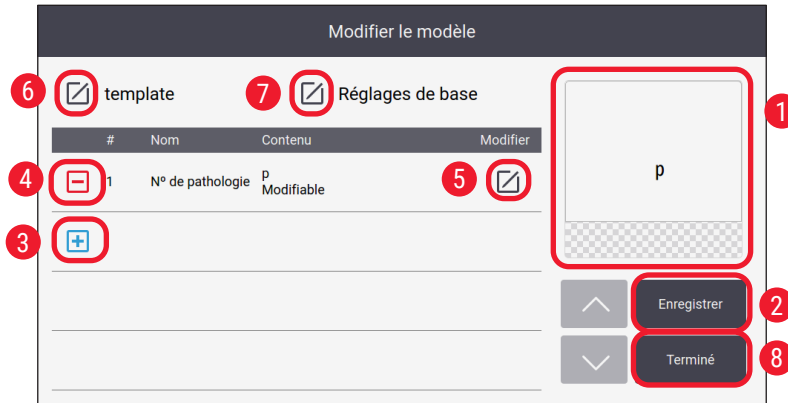 Modifier le modèle
6 template 7 Réglages de base
# Nom Contenu Modifier
4 1 Nº de pathologie p 5
Modifiable
3
p
1
Enregistrer 2
Terminé 8